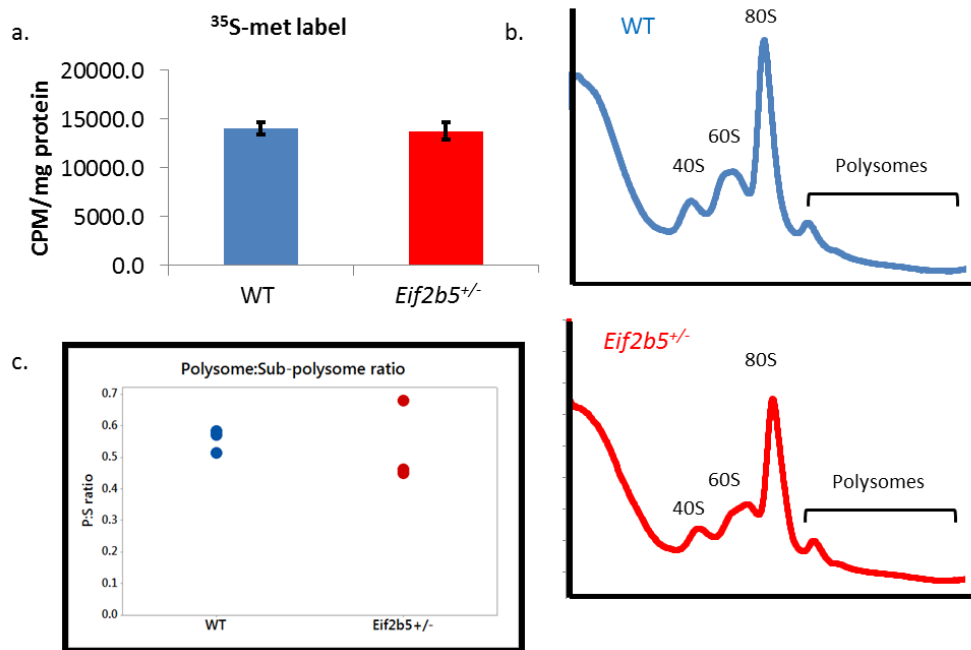 a.
³⁵S-met label
CPM/mg protein
20000.0
15000.0
10000.0
5000.0
0.0
WT
Eif2b5⁺/⁻
b.
WT
40S
60S
80S
Polysomes
Eif2b5⁺/⁻
40S
60S
80S
Polysomes
c.
Polysome:Sub-polysome ratio
P:S ratio
0.7
0.6
0.5
0.4
0.3
0.2
0.1
0.0
WT
Eif2b5+/-